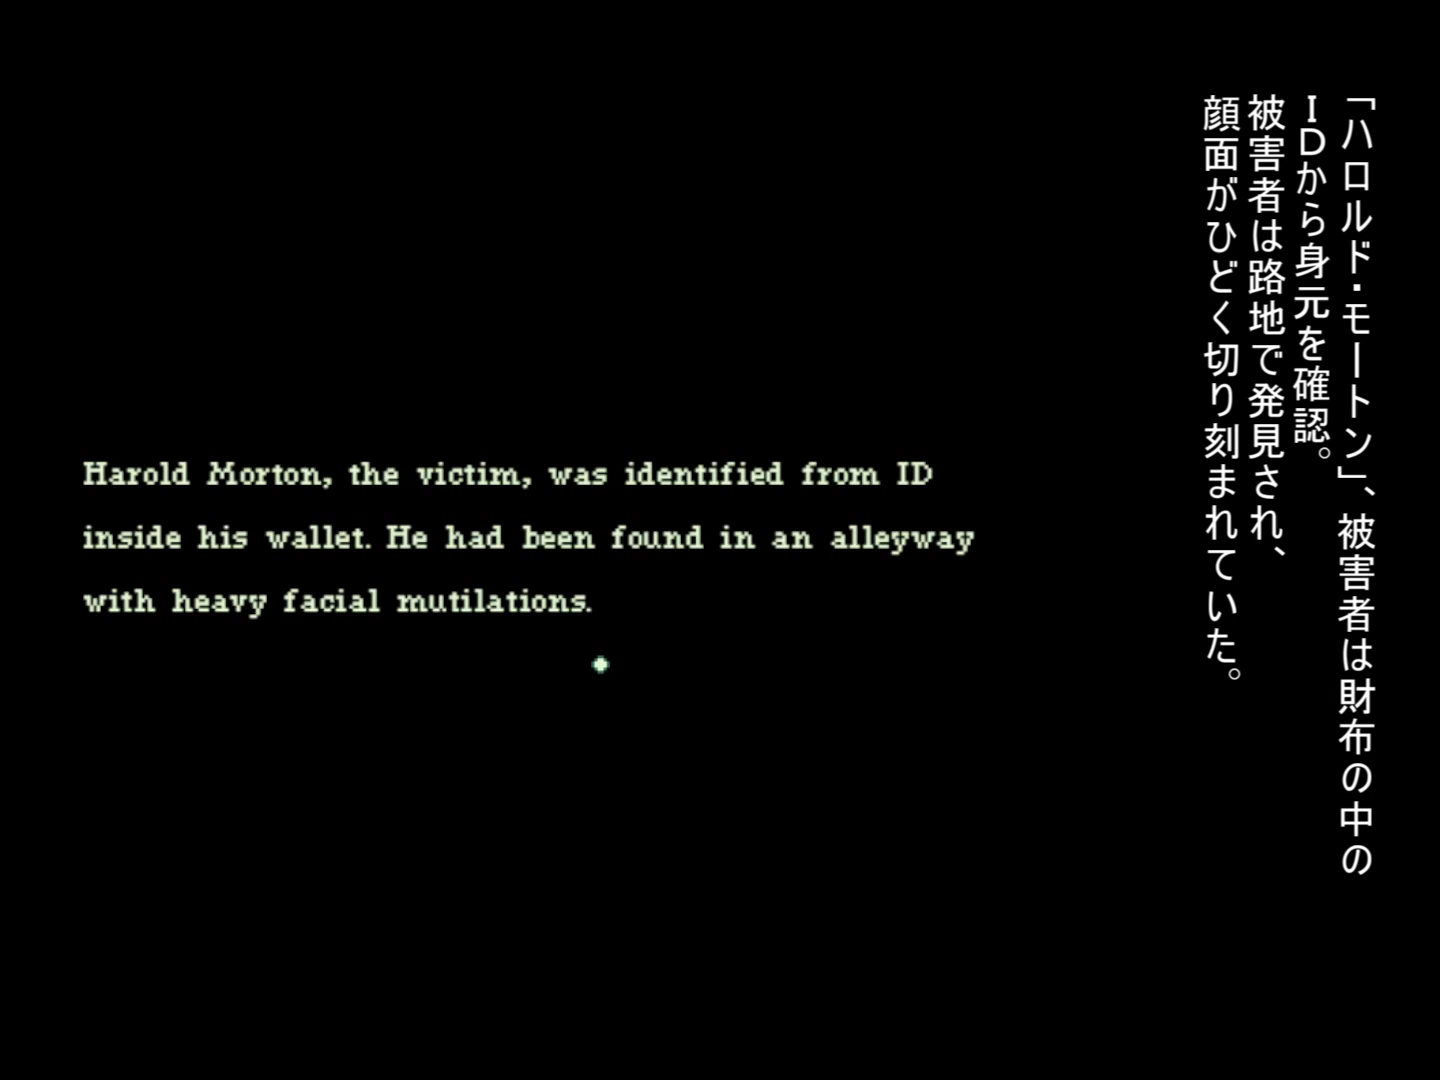 Harold Morton, the victim, was identified from ID
inside his wallet. He had been found in an alleyway
with heavy facial mutilations.
「ハロルド・モートン」、被害者は財布の中の
ＩＤから身元を確認。
被害者は路地で発見され、
顔面がひどく切り刻まれていた。